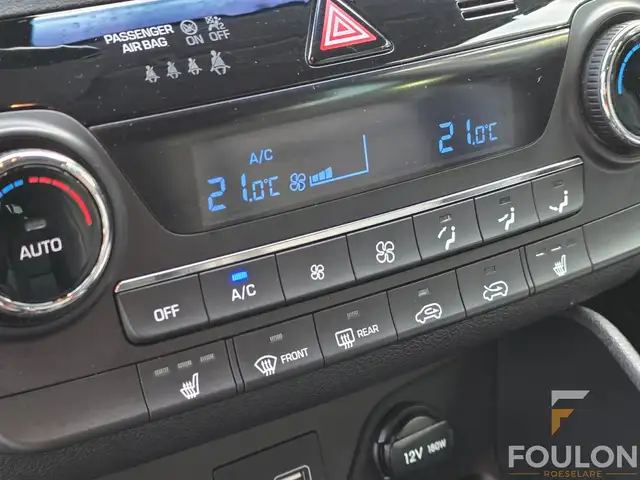 PASSENGER
AIR BAG
ON OFF
A/C
21.0°C
21.0°C
AUTO
OFF
A/C
FRONT
REAR
12V 180W
FOULON
ROESELARE